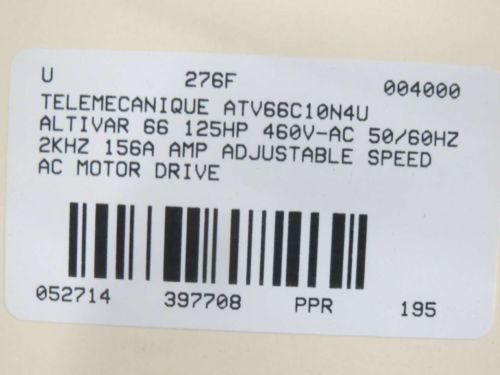 U 276F 004000
TELEMECANIQUE ATV66C10N4U
ALTIVAR 66 125HP 460V-AC 50/60HZ
2KHZ 156A AMP ADJUSTABLE SPEED
AC MOTOR DRIVE
052714 397708 PPR 195